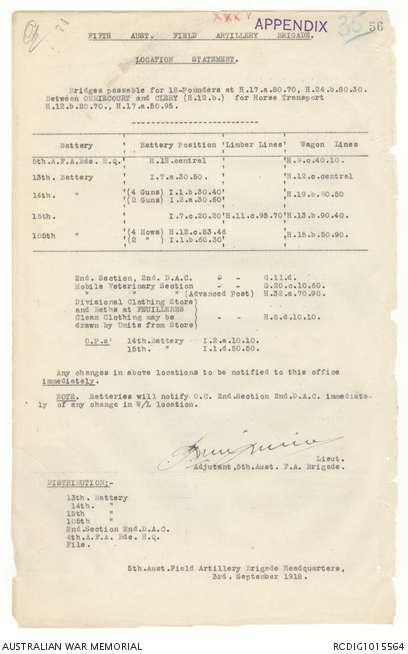 APPENDIX 35 56
FIFTH AUST. FIELD ARTILLERY BRIGADE.
LOCATION STATEMENT.
Bridges passable for 18-Pounders at H.17.a.80.70, H.24.b.80.30.
Between OMMIECOURT and CLERY (H.12.b.) for Horse Transport
H.12.b.80.70., H.17.a.50.95.
Battery Battery Position Limber Lines Wagon Lines
5th.A.F.A.Bde. H.Q. H.12.central H.9.c.40.10.
13th. Battery I.7.a.30.50. H.12.c.central
14th. " (4 Guns) I.1.b.30.40 H.19.b.80.50
(2 Guns) I.2.a.30.60
15th. I.7.c.20.20 H.11.c.95.70 H.13.b.90.40
105th " (4 Hows) H.12.c.53.46 H.15.b.50.90.
(2 " ) I.1.b.60.30
2nd. Section, 2nd. D.A.C. - G.11.d.
Mobile Veterinary Section - G.20.c.10.60
" " " (Advanced Post) H.32.a.70.90
Divisional Clothing Store
and Baths at FEUILLERES
Clean Clothing may be - H.8.d.10.10.
drawn by Units from Store
O.P.s' 14th.Battery I.2.a.10.10
15th. " I.1.d.50.50.
Any changes in above locations to be notified to this office
immediately.
NOTE. Batteries will notify O.C. 2nd.Section 2nd.D.A.C. immediate-
ly of any change in W/L location.
Lieut.
Adjutant, 5th.Aust. F.A. Brigade.
DISTRIBUTION:-
13th. Battery
14th. "
15th "
105th "
2nd.Section 2nd.D.A.C.
4th.A.F.A. Bde. H.Q.
File.
5th.Aust.Field Artillery Brigade Headquarters,
3rd. September 1918.
AUSTRALIAN WAR MEMORIAL RCDIG1015564